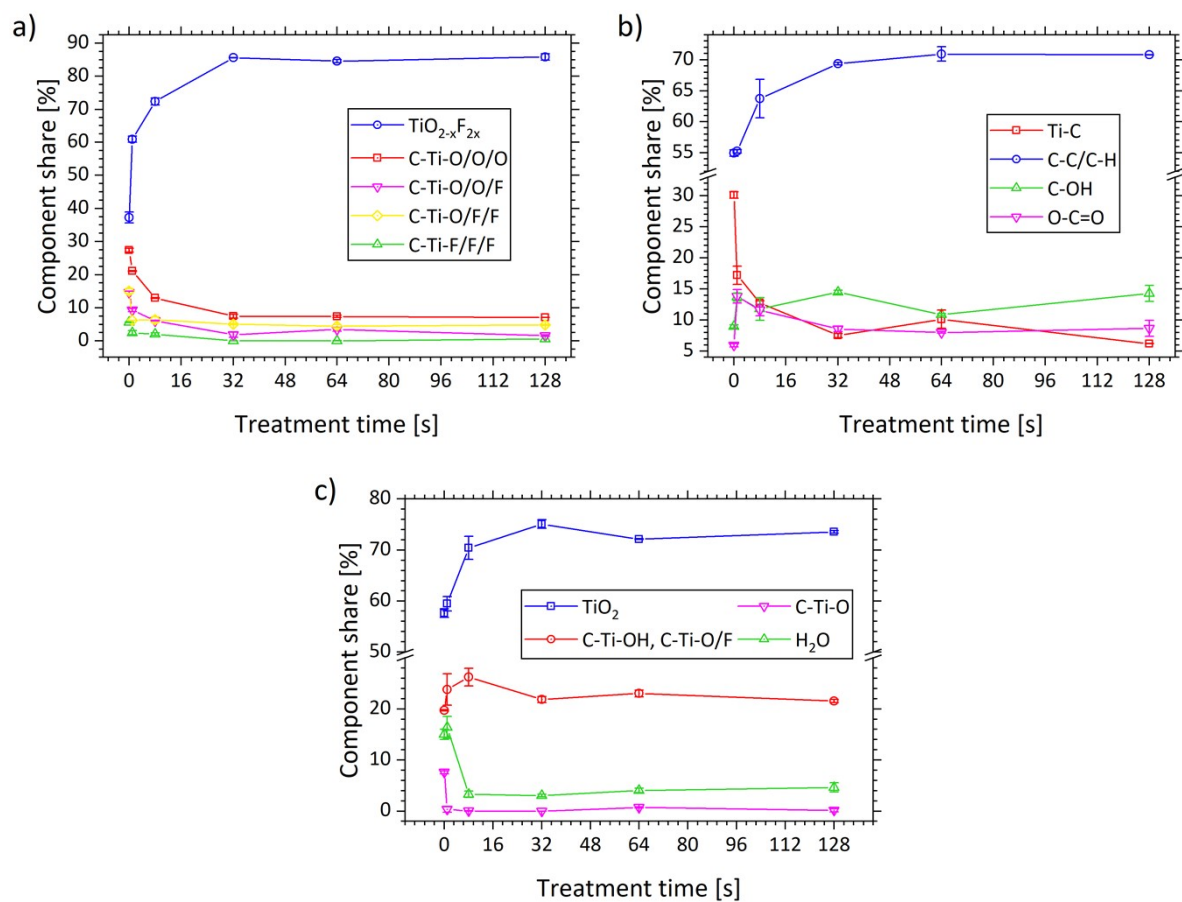 a)
Component share [%]
90
80
70
60
50
40
30
20
10
0
TiO2-xF2x
C-Ti-O/O/O
C-Ti-O/O/F
C-Ti-O/F/F
C-Ti-F/F/F
0 16 32 48 64 80 96 112 128
Treatment time [s]
b)
Component share [%]
70
65
60
55
30
25
20
15
10
5
Ti-C
C-C/C-H
C-OH
O-C=O
0 16 32 48 64 80 96 112 128
Treatment time [s]
c)
Component share [%]
80
70
60
50
20
10
0
TiO2 C-Ti-O
C-Ti-OH, C-Ti-O/F H2O
0 16 32 48 64 80 96 112 128
Treatment time [s]